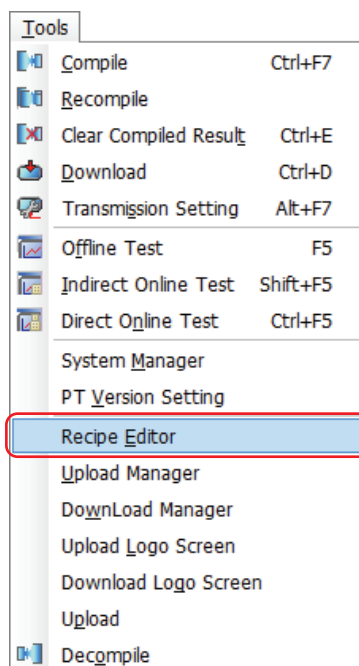 Tools
Compile Ctrl+F7
Recompile
Clear Compiled Result Ctrl+E
Download Ctrl+D
Transmission Setting Alt+F7
Offline Test F5
Indirect Online Test Shift+F5
Direct Online Test Ctrl+F5
System Manager
PT Version Setting
Recipe Editor
Upload Manager
DownLoad Manager
Upload Logo Screen
Download Logo Screen
Upload
Decompile